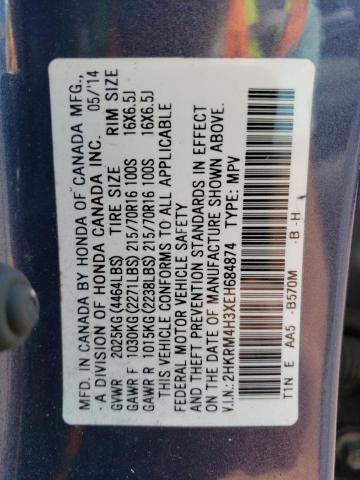 MFD. IN CANADA BY HONDA OF CANADA MFG.,
A DIVISION OF HONDA CANADA INC. 05/'14
GVWR 2025KG(4464LBS) TIRE SIZE RIM SIZE
GAWR F 1030KG(2271LBS) 215/70R16 100S 16X6.5J
GAWR R 1015KG(2238LBS) 215/70R16 100S 16X6.5J
THIS VEHICLE CONFORMS TO ALL APPLICABLE
FEDERAL MOTOR VEHICLE SAFETY
AND THEFT PREVENTION STANDARDS IN EFFECT
ON THE DATE OF MANUFACTURE SHOWN ABOVE.
V.I.N.: 2HKRM4H3XEH684874 TYPE: MPV
T1N E AA5 -B570M -B -H